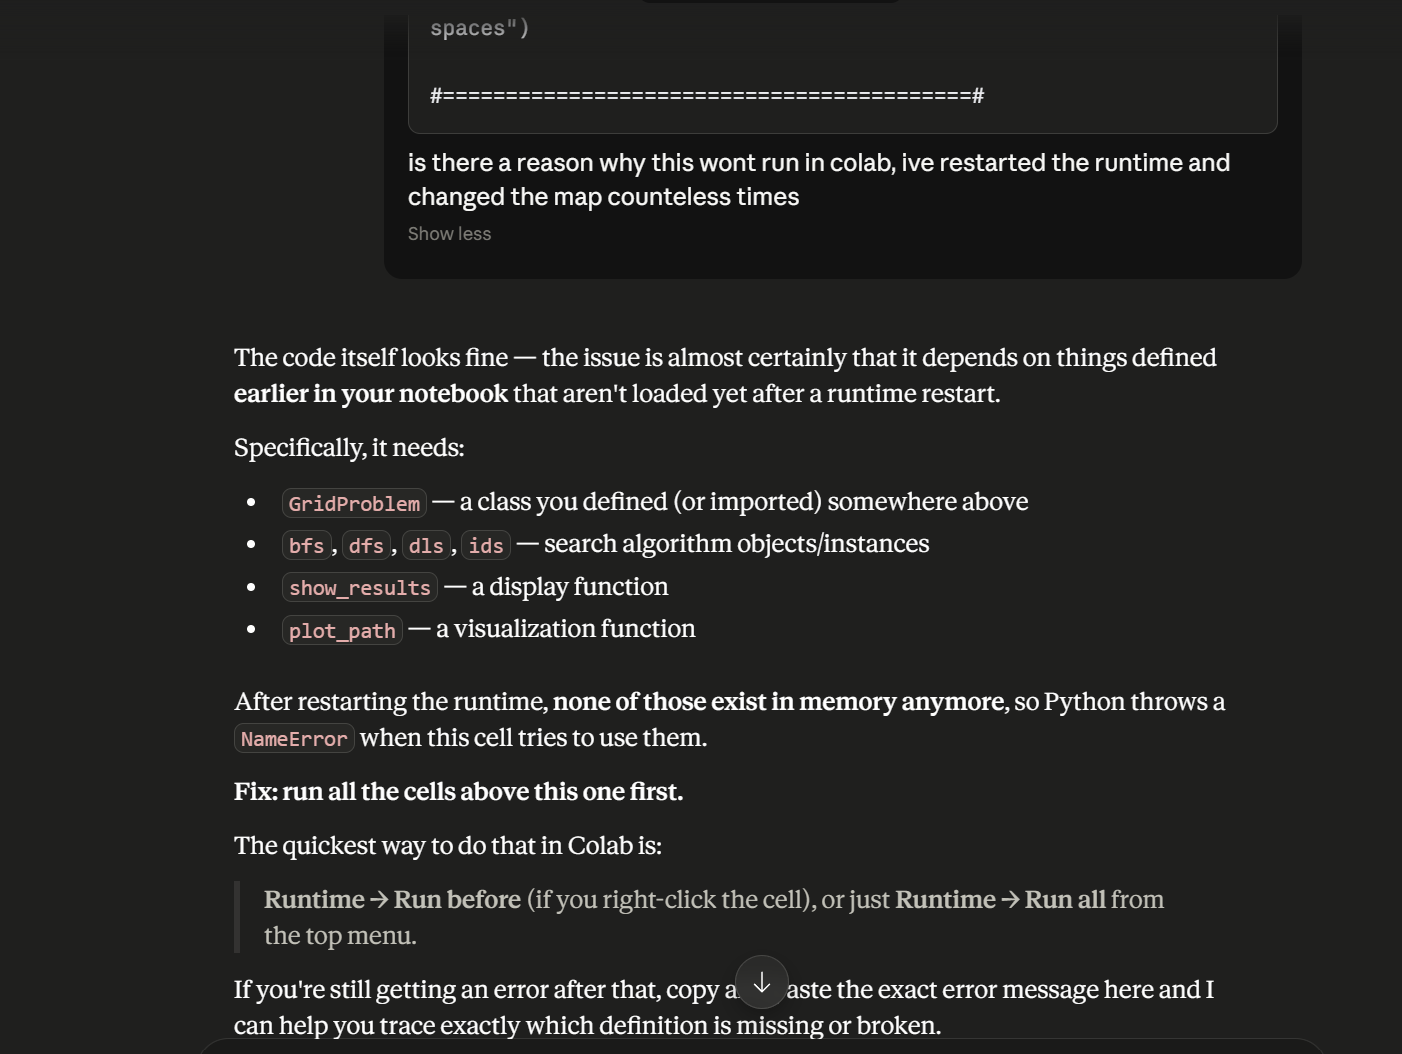 spaces")
#==========================================#
is there a reason why this wont run in colab, ive restarted the runtime and
changed the map counteless times
Show less
The code itself looks fine — the issue is almost certainly that it depends on things defined
earlier in your notebook that aren't loaded yet after a runtime restart.
Specifically, it needs:
• GridProblem — a class you defined (or imported) somewhere above
• bfs, dfs, dls, ids — search algorithm objects/instances
• show_results — a display function
• plot_path — a visualization function
After restarting the runtime, none of those exist in memory anymore, so Python throws a
NameError when this cell tries to use them.
Fix: run all the cells above this one first.
The quickest way to do that in Colab is:
Runtime → Run before (if you right-click the cell), or just Runtime → Run all from
the top menu.
If you're still getting an error after that, copy a aste the exact error message here and I
can help you trace exactly which definition is missing or broken.